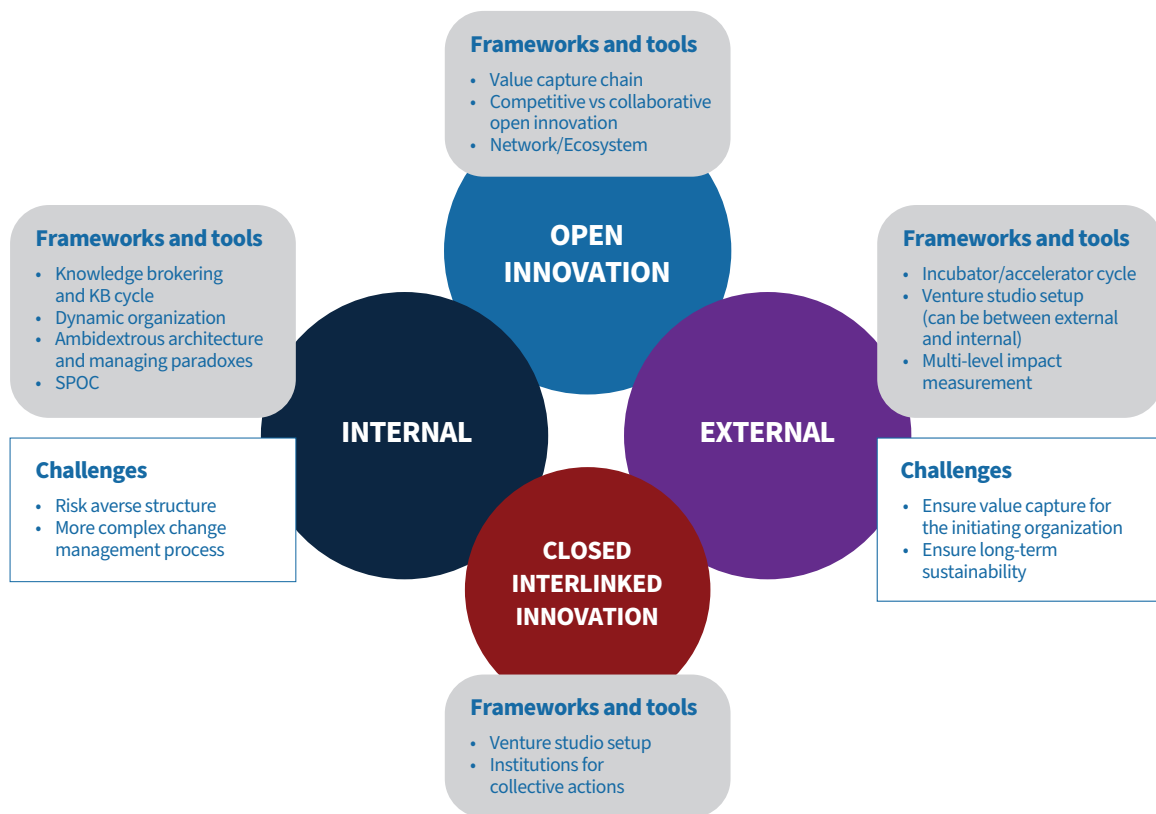 Frameworks and tools
• Value capture chain
• Competitive vs collaborative
open innovation
• Network/Ecosystem
OPEN
INNOVATION
Frameworks and tools
• Knowledge brokering
and KB cycle
• Dynamic organization
• Ambidextrous architecture
and managing paradoxes
• SPOC
INTERNAL
Challenges
• Risk averse structure
• More complex change
management process
Frameworks and tools
• Incubator/accelerator cycle
• Venture studio setup
(can be between external
and internal)
• Multi-level impact
measurement
EXTERNAL
Challenges
• Ensure value capture for
the initiating organization
• Ensure long-term
sustainability
CLOSED
INTERLINKED
INNOVATION
Frameworks and tools
• Venture studio setup
• Institutions for
collective actions